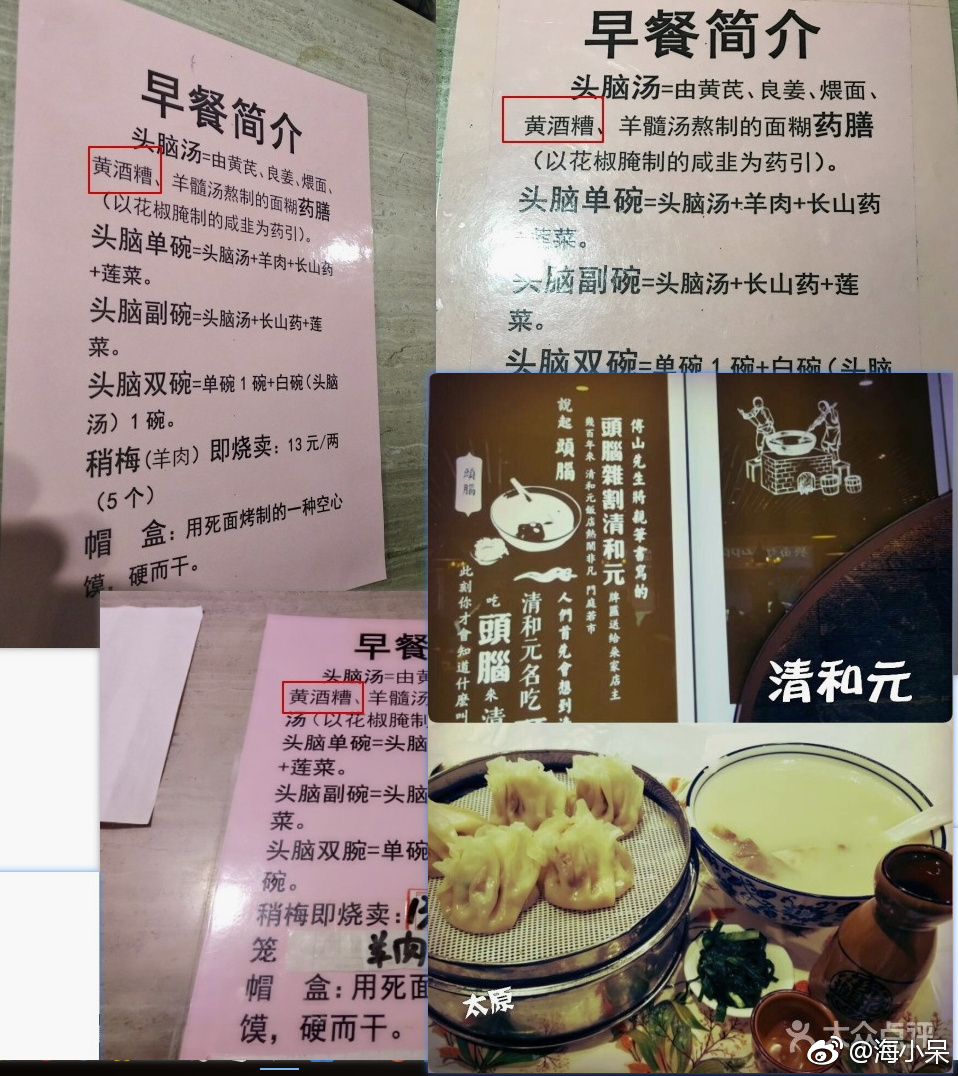 早餐简介
头脑汤=由黄芪、良姜、煨面、
黄酒糟、羊髓汤熬制的面糊药膳
（以花椒腌制的咸韭为药引）。
头脑单碗=头脑汤+羊肉+长山药
+莲菜。
头脑副碗=头脑汤+长山药+莲
菜。
头脑双碗=单碗1碗+白碗（头脑
汤）1碗。
稍梅（羊肉）即烧卖：13元/两
（5个）
帽 盒：用死面烤制的一种空心
馍，硬而干。
早餐简介
头脑汤=由黄芪、良姜、煨面、
黄酒糟、羊髓汤熬制的面糊药膳
（以花椒腌制的咸韭为药引）。
头脑单碗=头脑汤+羊肉+长山药
+莲菜。
头脑副碗=头脑汤+长山药+莲
菜。
头脑双碗=单碗1碗+白碗（头脑
早餐
头脑汤=由黄
黄酒糟、羊髓汤
汤（以花椒腌制
头脑单碗=头脑
+莲菜。
头脑副碗=头脑
菜。
头脑双腕=单碗
碗。
稍梅即烧卖：13
笼 羊肉
帽 盒：用死面
馍，硬而干。
傅山先生將親筆書寫的
頭腦雜割清和元 牌匾送給朵家店主
幾百年來 清和元飯店熱鬧非凡 門庭若市
說起 頭腦
人們首先會想到清
清和元名吃
頭腦
吃 頭腦 來清
此刻你才會知道什麼叫
清和元
太原
大众点评
@海小呆